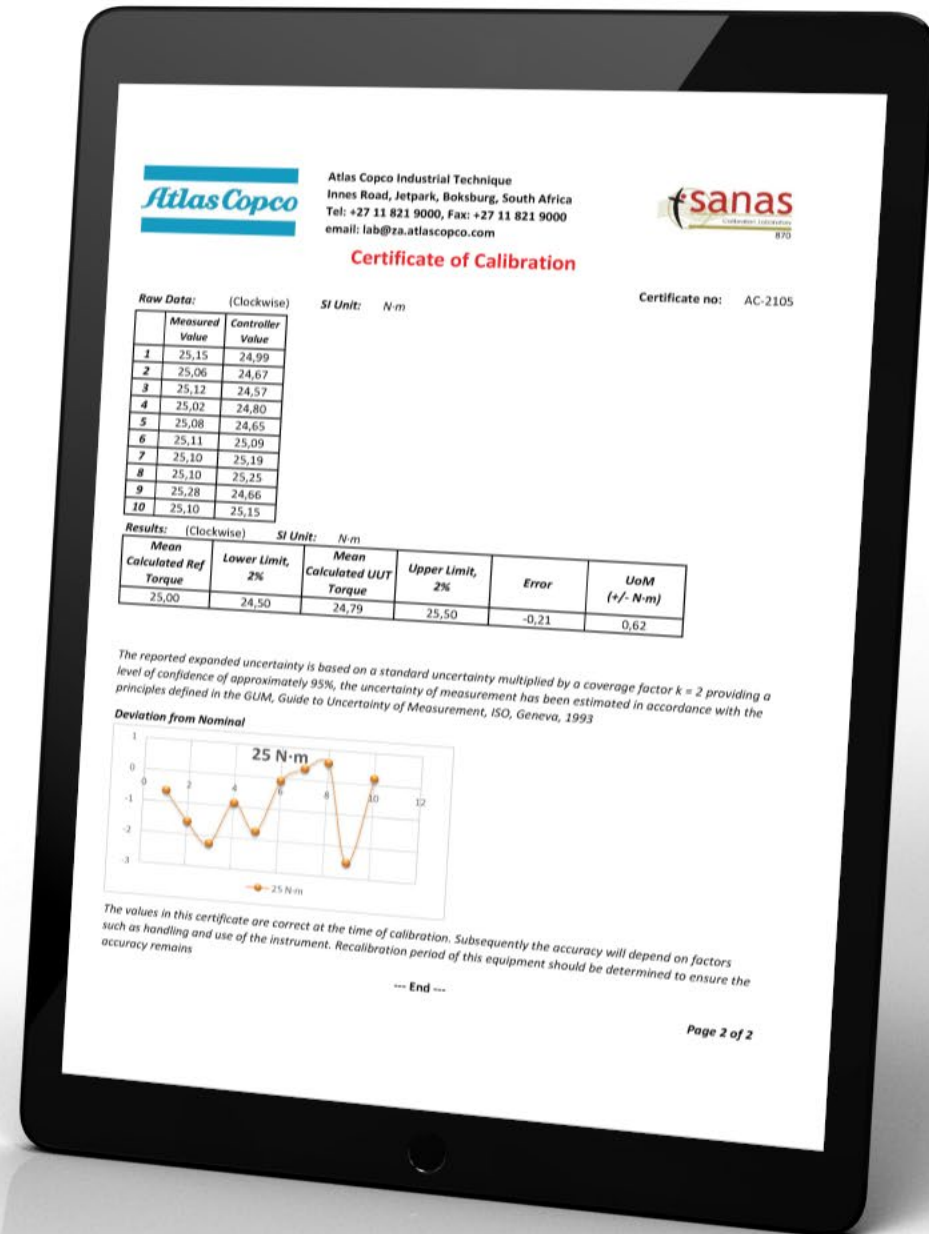 Atlas Copco
Atlas Copco Industrial Technique
Innes Road, Jetpark, Boksburg, South Africa
Tel: +27 11 821 9000, Fax: +27 11 821 9000
email: lab@za.atlascopco.com
sanas
Calibration Laboratory
870
Certificate of Calibration
Raw Data: (Clockwise) SI Unit: N·m Certificate no: AC-2105
Measured Value Controller Value
1 25,15 24,99
2 25,06 24,67
3 25,12 24,57
4 25,02 24,80
5 25,08 24,65
6 25,11 25,09
7 25,10 25,19
8 25,10 25,25
9 25,28 24,66
10 25,10 25,15
Results: (Clockwise) SI Unit: N·m
Mean Calculated Ref Torque Lower Limit, 2% Mean Calculated UUT Torque Upper Limit, 2% Error UoM (+/- N·m)
25,00 24,50 24,79 25,50 -0,21 0,62
The reported expanded uncertainty is based on a standard uncertainty multiplied by a coverage factor k = 2 providing a
level of confidence of approximately 95%, the uncertainty of measurement has been estimated in accordance with the
principles defined in the GUM, Guide to Uncertainty of Measurement, ISO, Geneva, 1993
Deviation from Nominal
25 N·m
1
0
-1
-2
-3
0 2 4 6 8 10 12
25 N·m
The values in this certificate are correct at the time of calibration. Subsequently the accuracy will depend on factors
such as handling and use of the instrument. Recalibration period of this equipment should be determined to ensure the
accuracy remains
--- End ---
Page 2 of 2